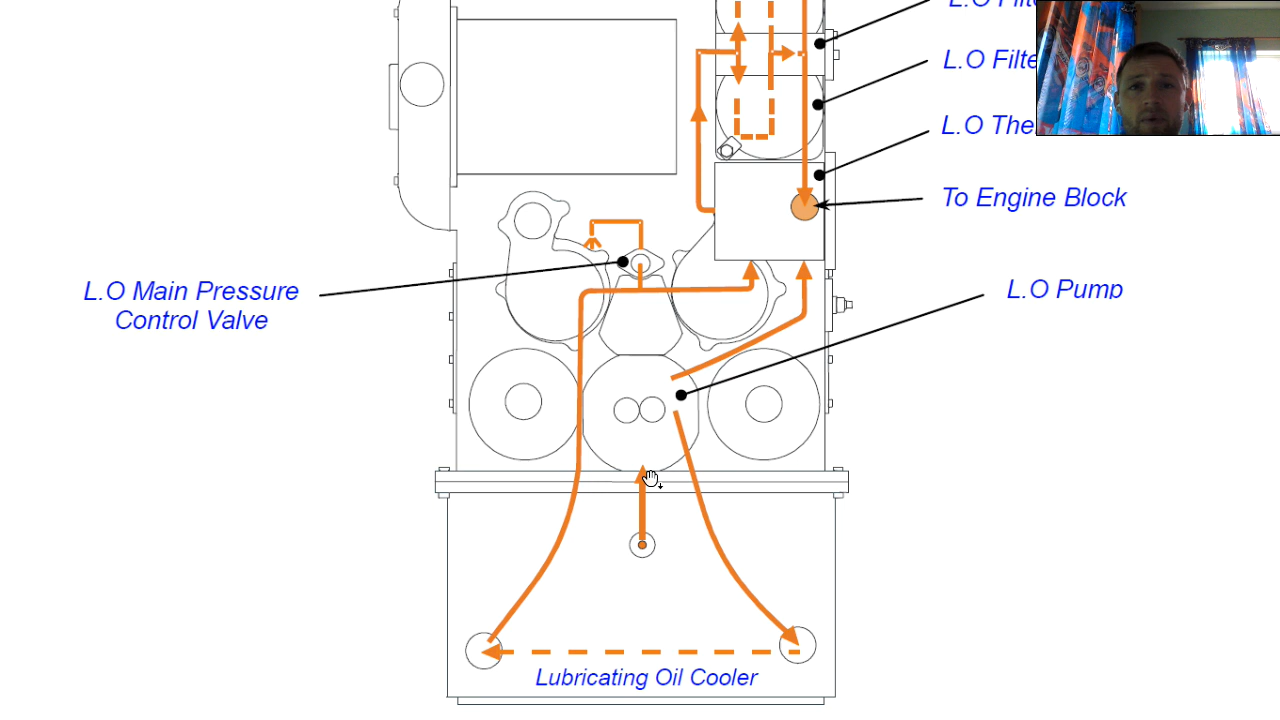 L.O
L.O
L.O
To Engine Block
L.O Main Pressure
Control Valve
L.O Pump
Lubricating Oil Cooler